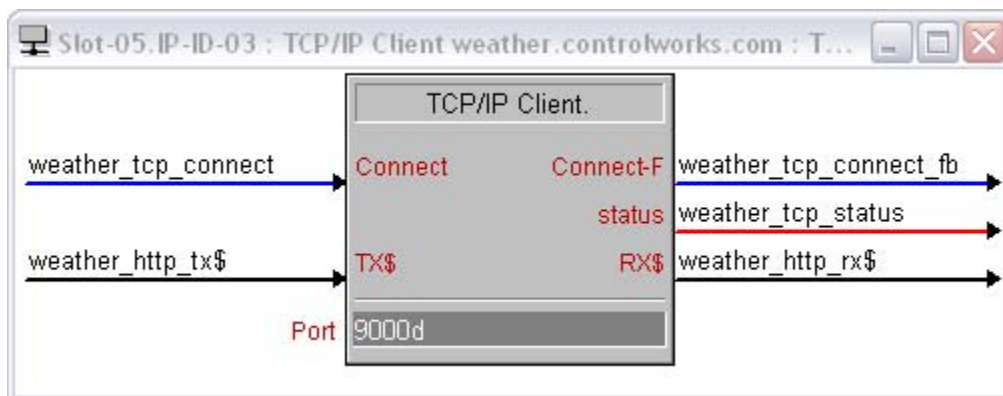 Slot-05.IP-ID-03 : TCP/IP Client weather.controlworks.com : T...
TCP/IP Client.
weather_tcp_connect Connect Connect-F weather_tcp_connect_fb
status weather_tcp_status
weather_http_tx$ TX$ RX$ weather_http_rx$
Port 9000d